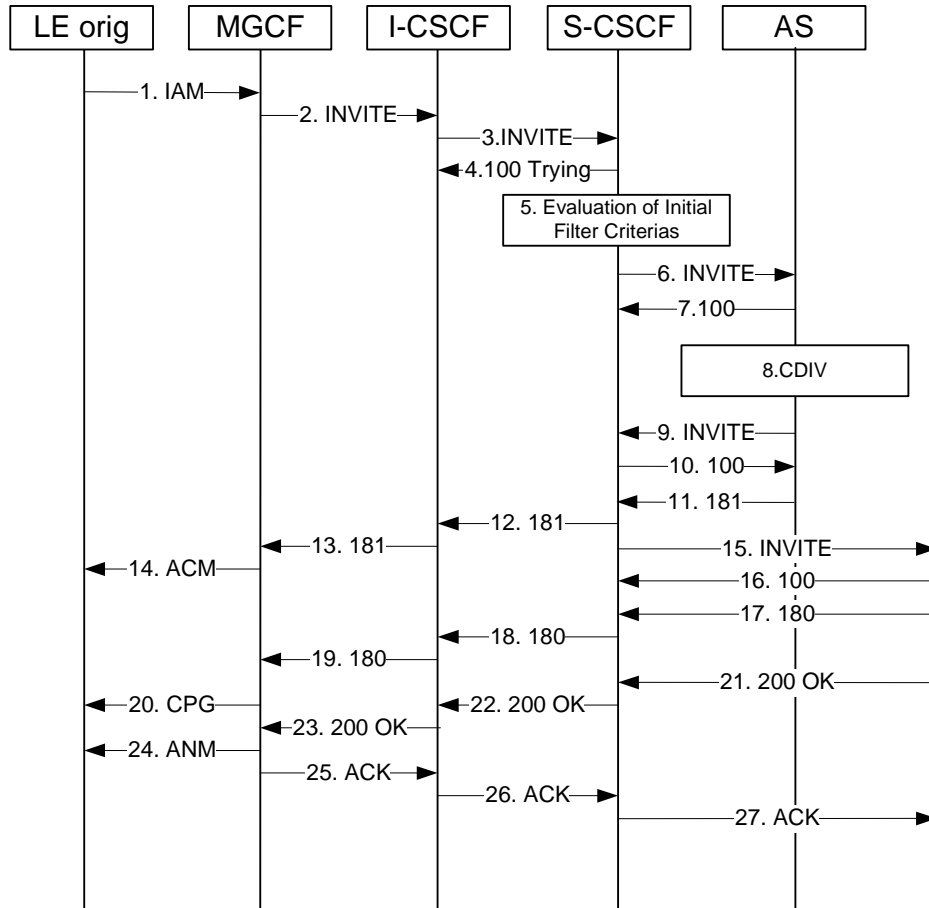 LE orig
MGCF
I-CSCF
S-CSCF
AS
1. IAM
2. INVITE
3.INVITE
4.100 Trying
5. Evaluation of Initial
Filter Criterias
6. INVITE
7.100
8.CDIV
9. INVITE
10. 100
11. 181
12. 181
13. 181
15. INVITE
14. ACM
16. 100
17. 180
18. 180
19. 180
21. 200 OK
20. CPG
22. 200 OK
23. 200 OK
24. ANM
25. ACK
26. ACK
27. ACK